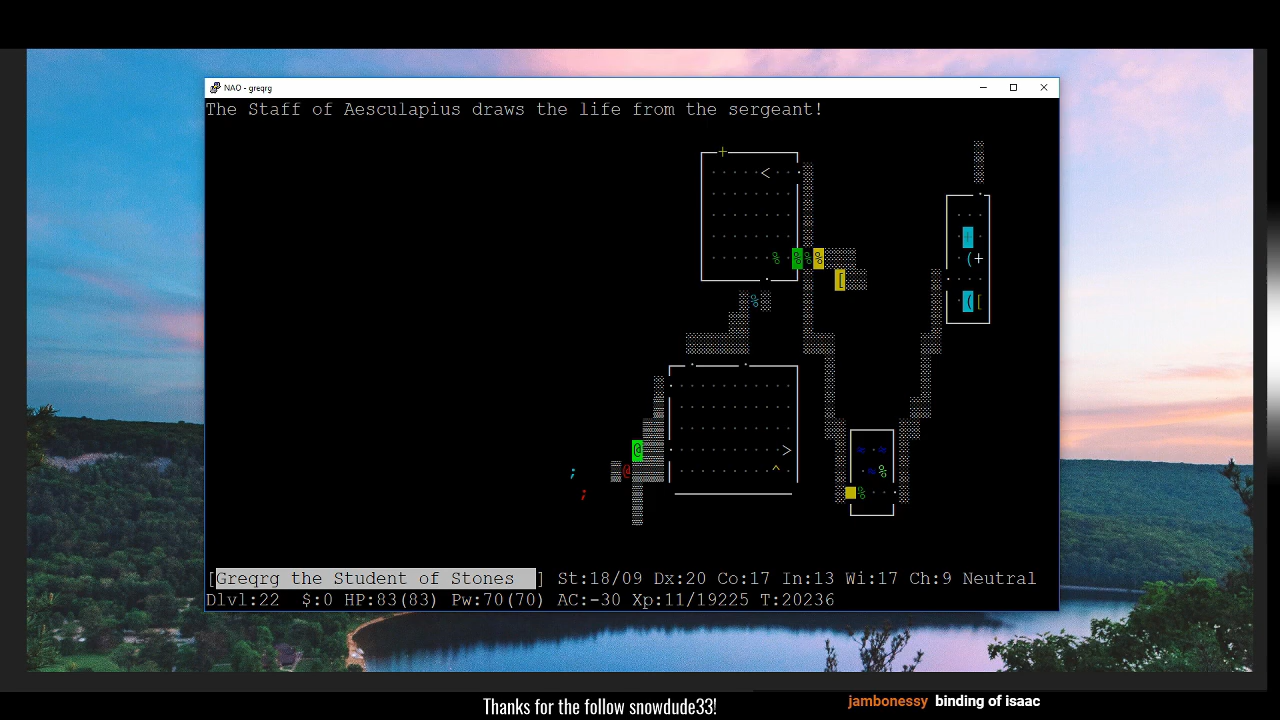 NAO - greqrg
The Staff of Aesculapius draws the life from the sergeant!
[Greqrg the Student of Stones ] St:18/09 Dx:20 Co:17 In:13 Wi:17 Ch:9 Neutral
Dlvl:22 $:0 HP:83(83) Pw:70(70) AC:-30 Xp:11/19225 T:20236
Thanks for the follow snowdude33!
jambonessy binding of isaac